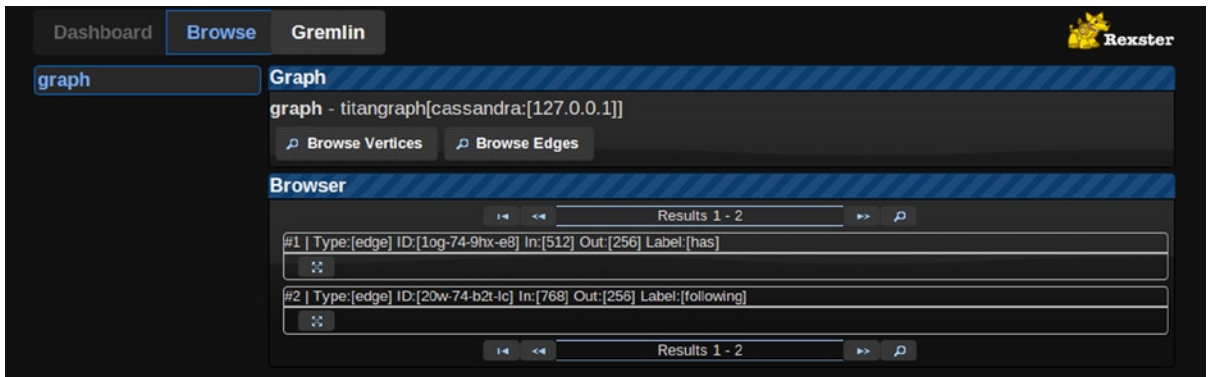 Dashboard Browse Gremlin Rexster
graph
Graph
graph - titangraph[cassandra:[127.0.0.1]]
Browse Vertices Browse Edges
Browser
Results 1 - 2
#1 | Type:[edge] ID:[1og-74-9hx-e8] In:[512] Out:[256] Label:[has]
#2 | Type:[edge] ID:[20w-74-b2t-lc] In:[768] Out:[256] Label:[following]
Results 1 - 2